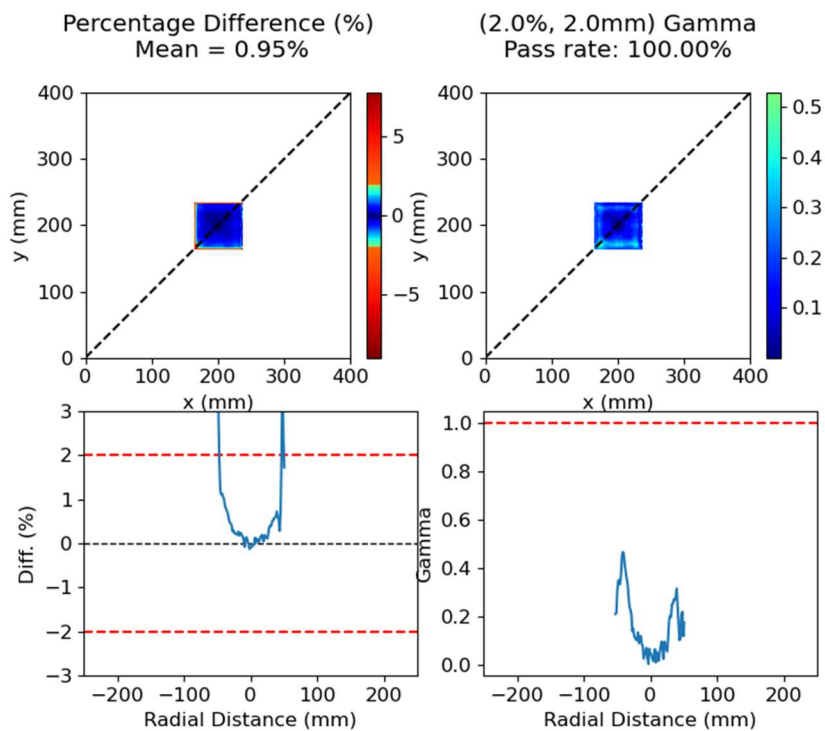 Percentage Difference (%)
Mean = 0.95%
(2.0%, 2.0mm) Gamma
Pass rate: 100.00%
400
300
200
100
0
y (mm)
0 100 200 300 400
x (mm)
5
0
−5
400
300
200
100
0
y (mm)
0 100 200 300 400
x (mm)
0.5
0.4
0.3
0.2
0.1
3
2
1
0
−1
−2
−3
Diff. (%)
−200 −100 0 100 200
Radial Distance (mm)
1.0
0.8
0.6
0.4
0.2
0.0
Gamma
−200 −100 0 100 200
Radial Distance (mm)